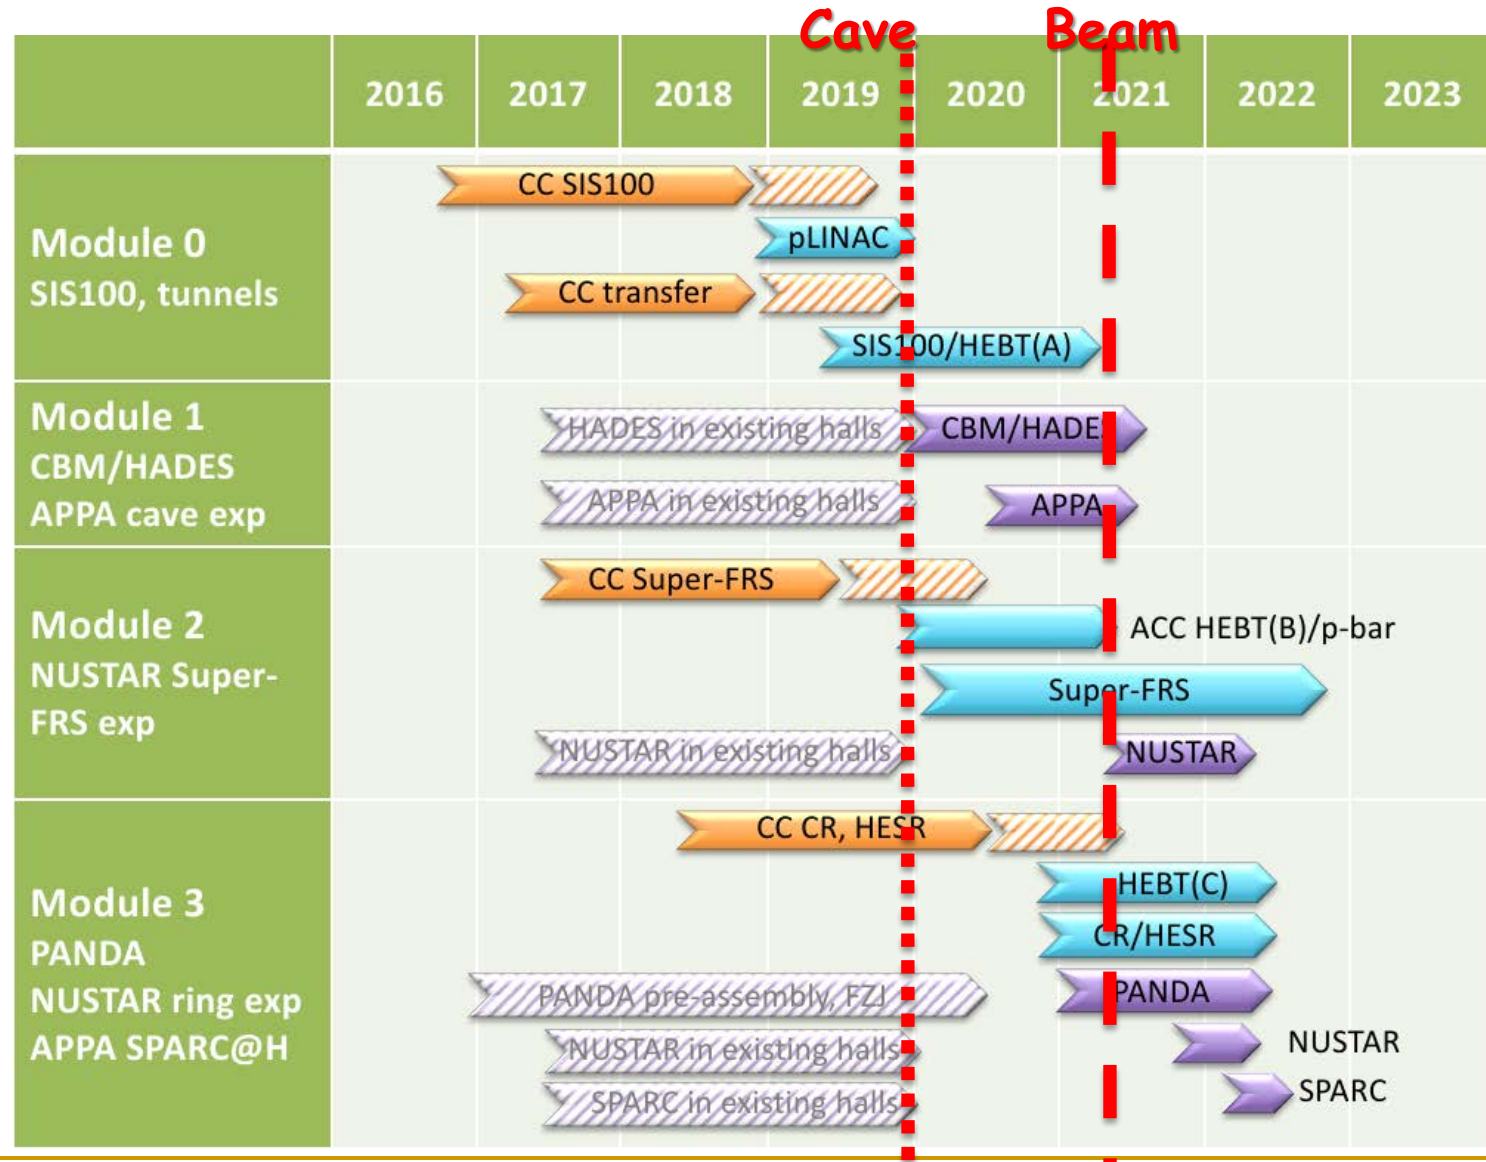 Cave Beam
2016 2017 2018 2019 2020 2021 2022 2023
Module 0
SIS100, tunnels
CC SIS100
pLINAC
CC transfer
SIS100/HEBT(A)
Module 1
CBM/HADES
APPA cave exp
HADES in existing halls
CBM/HADES
APPA in existing halls
APPA
Module 2
NUSTAR Super-
FRS exp
CC Super-FRS
ACC HEBT(B)/p-bar
Super-FRS
NUSTAR in existing halls
NUSTAR
Module 3
PANDA
NUSTAR ring exp
APPA SPARC@H
CC CR, HESR
HEBT(C)
CR/HESR
PANDA pre-assembly, FZJ
PANDA
NUSTAR in existing halls
NUSTAR
SPARC in existing halls
SPARC